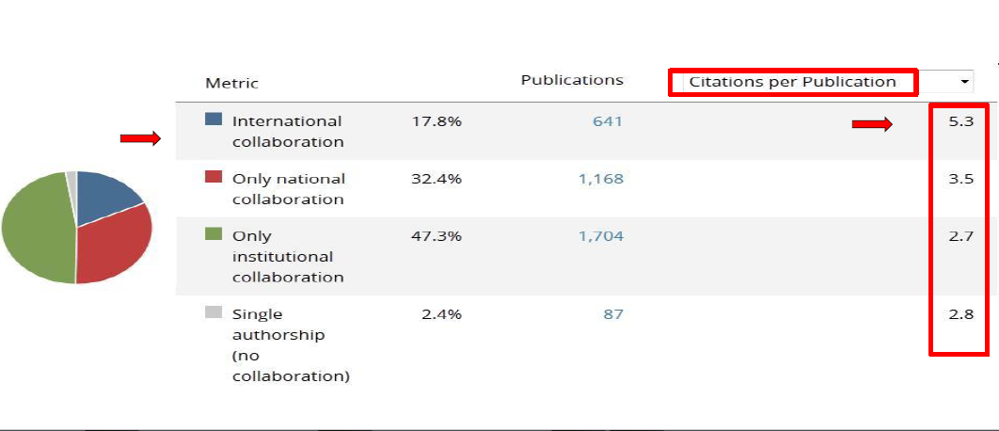 Metric Publications Citations per Publication
International 17.8% 641 5.3
collaboration
Only national 32.4% 1,168 3.5
collaboration
Only 47.3% 1,704 2.7
institutional
collaboration
Single 2.4% 87 2.8
authorship
(no
collaboration)